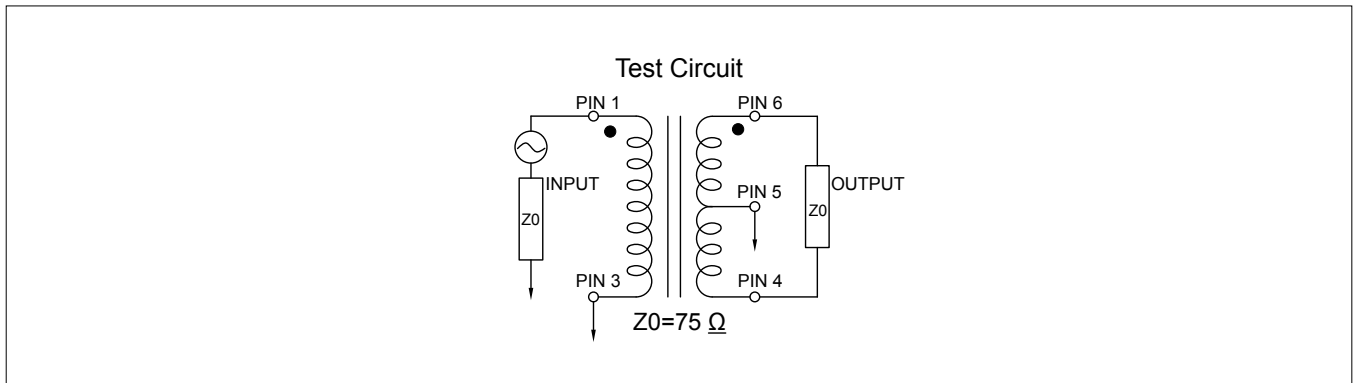 Test Circuit
PIN 1
PIN 6
INPUT
Z0
PIN 5
OUTPUT
Z0
PIN 3
PIN 4
Z0=75 Ω